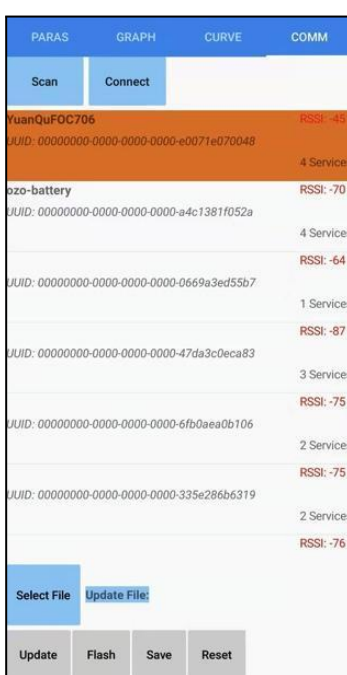 PARAS GRAPH CURVE COMM
Scan Connect
YuanQuFOC706 RSSI: -45
UUID: 00000000-0000-0000-0000-e0071e070048
4 Service
ozo-battery RSSI: -70
UUID: 00000000-0000-0000-0000-a4c1381f052a
4 Service
RSSI: -64
UUID: 00000000-0000-0000-0000-0669a3ed55b7
1 Service
RSSI: -87
UUID: 00000000-0000-0000-0000-47da3c0eca83
3 Service
RSSI: -75
UUID: 00000000-0000-0000-0000-6fb0aea0b106
2 Service
RSSI: -75
UUID: 00000000-0000-0000-0000-335e286b6319
2 Service
RSSI: -76
Select File Update File:
Update Flash Save Reset